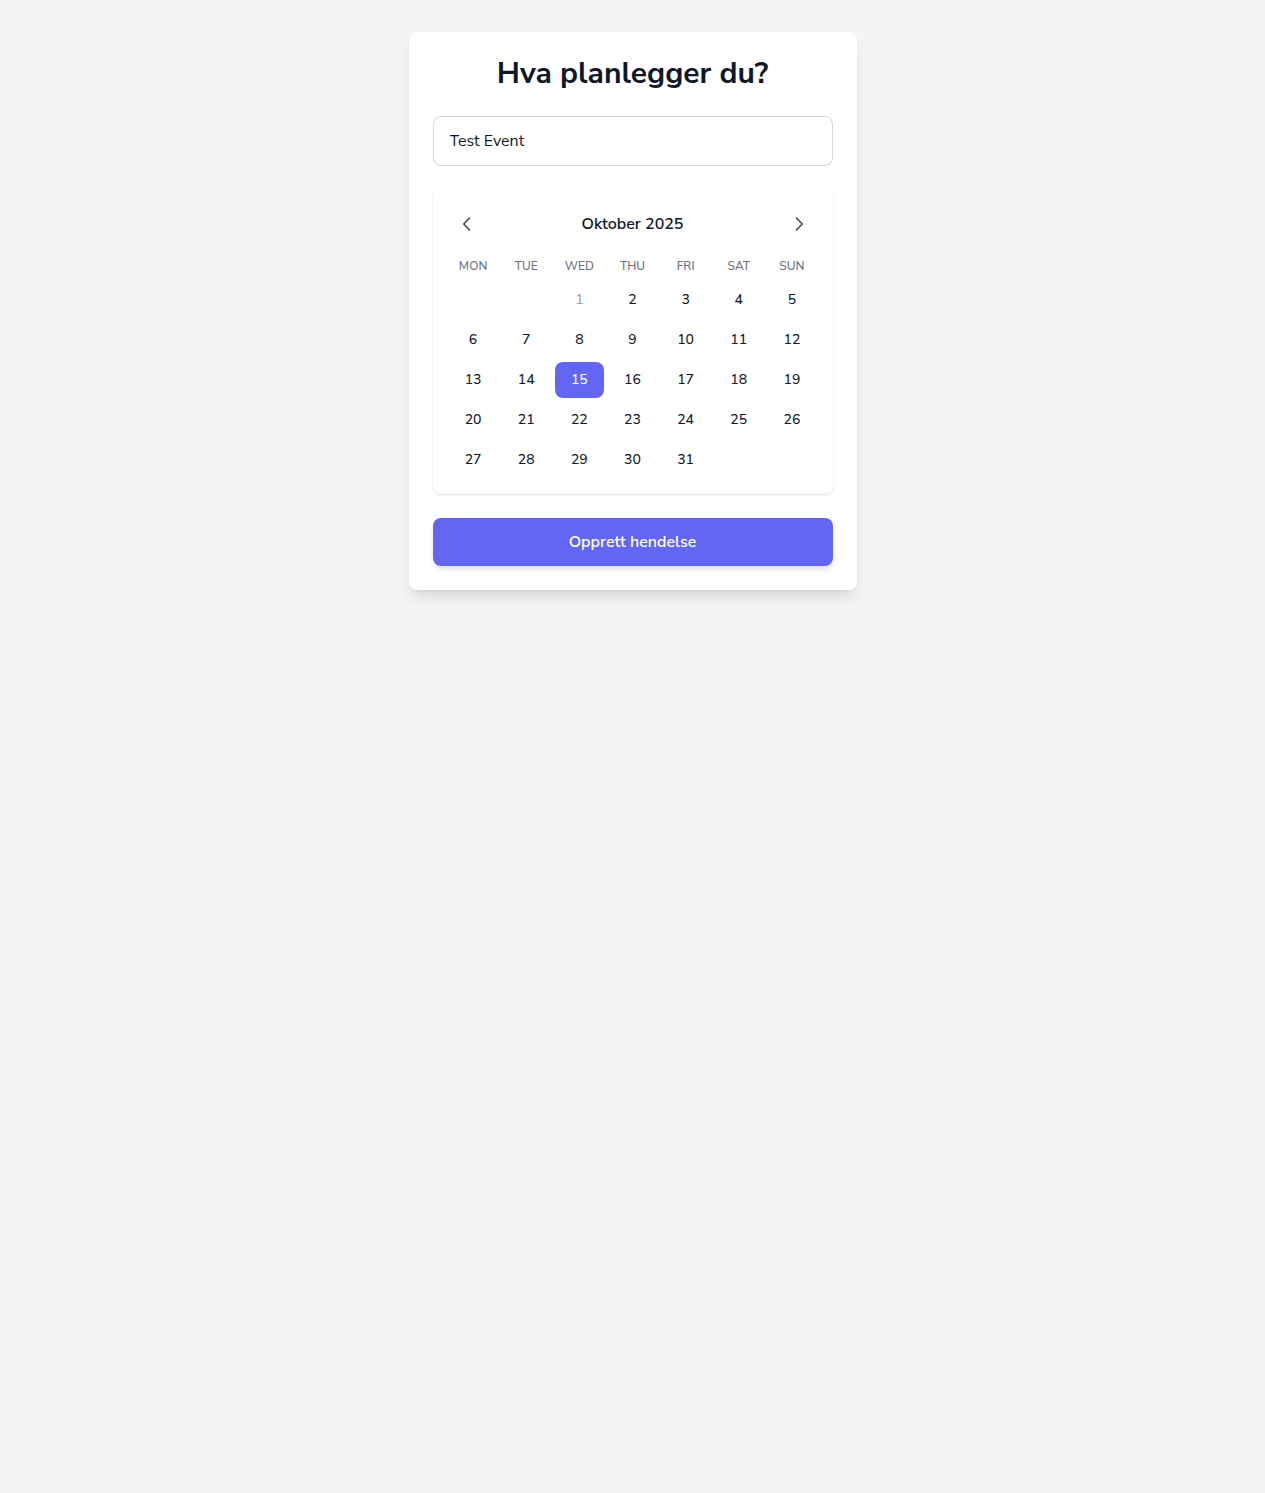 Hva planlegger du?
Test Event
Oktober 2025
MON TUE WED THU FRI SAT SUN
1 2 3 4 5
6 7 8 9 10 11 12
13 14 15 16 17 18 19
20 21 22 23 24 25 26
27 28 29 30 31
Opprett hendelse